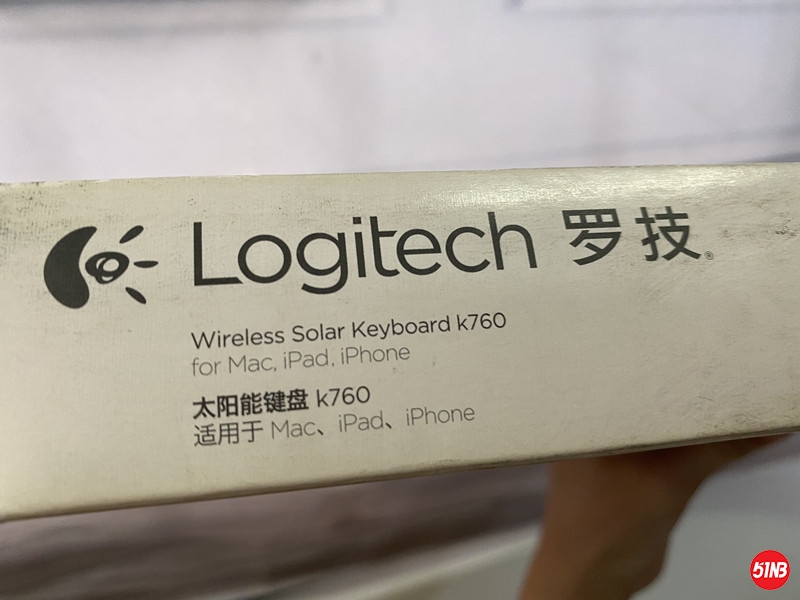 Logitech 罗技®
Wireless Solar Keyboard k760
for Mac, iPad, iPhone
太阳能键盘 k760
适用于 Mac、iPad、iPhone
51NB